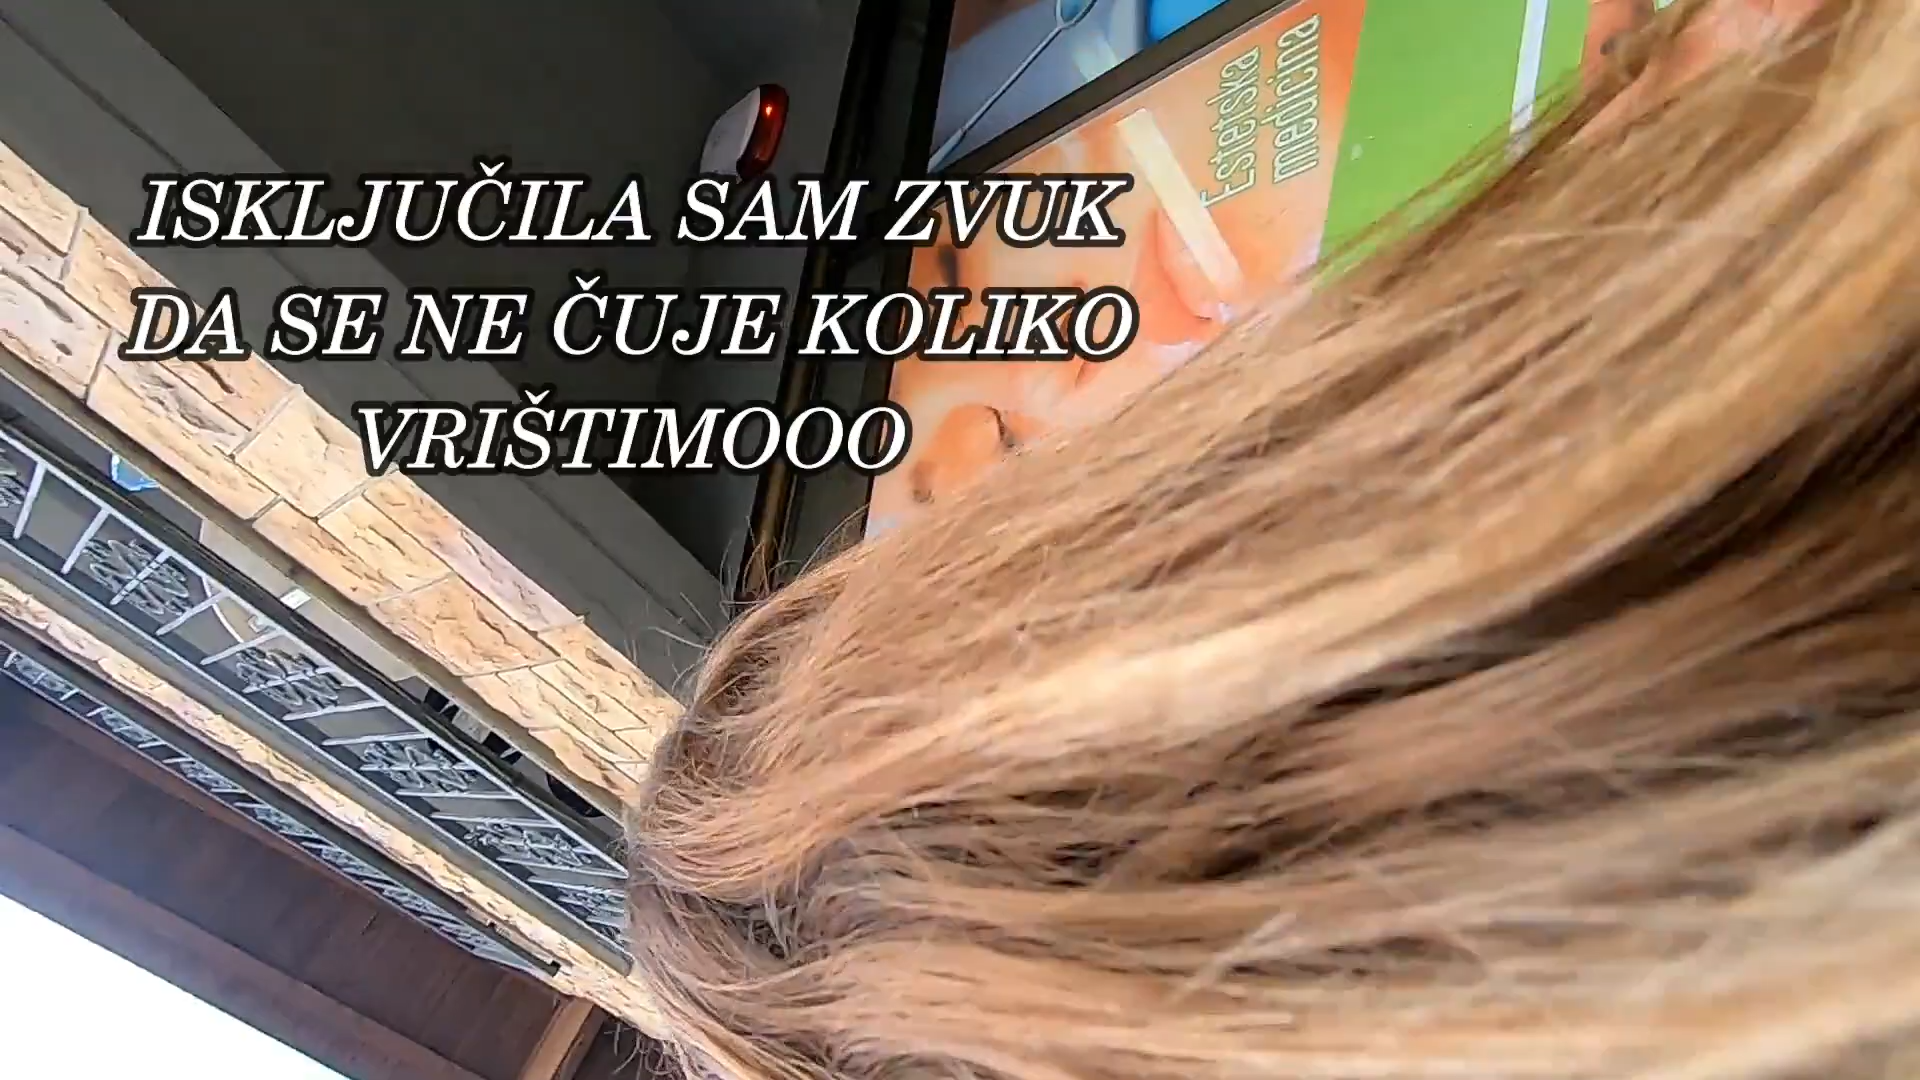 ISKLJUČILA SAM ZVUK
DA SE NE ČUJE KOLIKO
VRIŠTIMOOO
Estetska
medicina